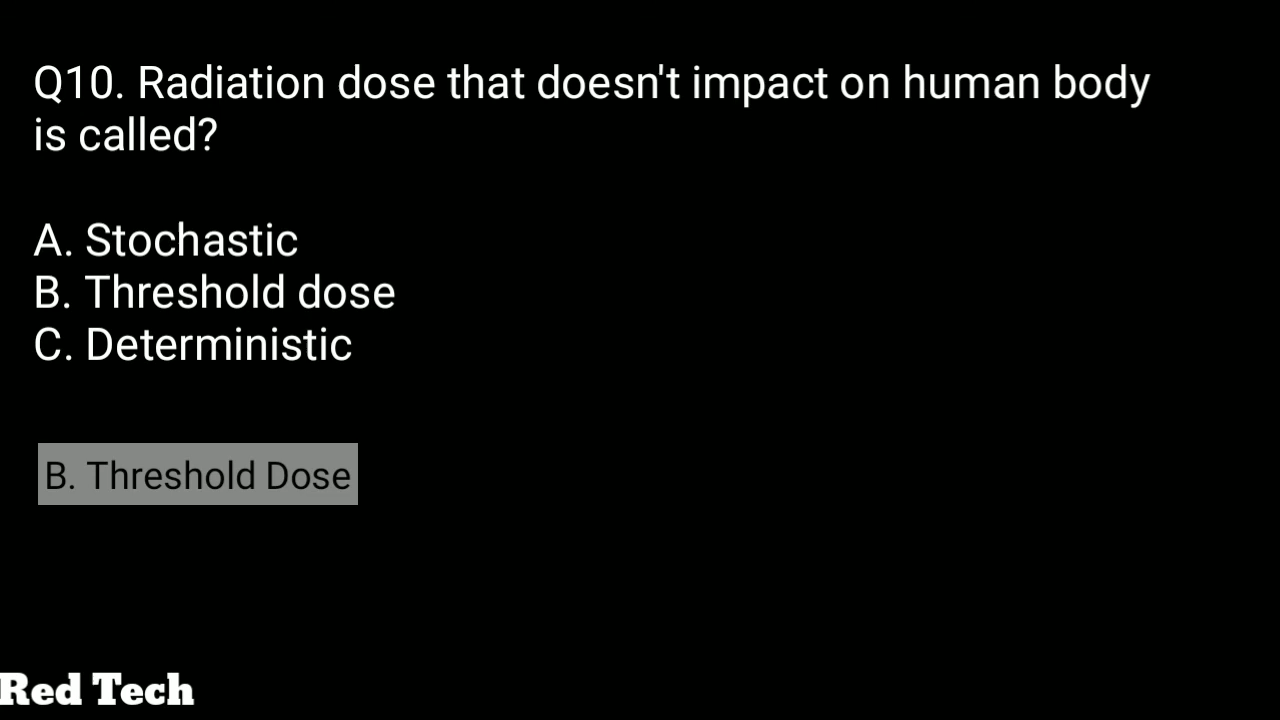 Q10. Radiation dose that doesn't impact on human body
is called?
A. Stochastic
B. Threshold dose
C. Deterministic
B. Threshold Dose
Red Tech